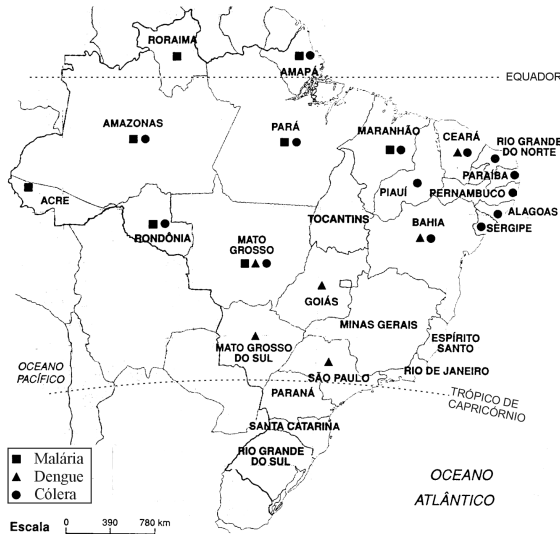 RORAIMA
AMAPÁ
EQUADOR
AMAZONAS
PARÁ
MARANHÃO
CEARÁ
RIO GRANDE
DO NORTE
PARAÍBA
PIAUÍ
PERNAMBUCO
ACRE
ALAGOAS
TOCANTINS
BAHIA
SERGIPE
RONDÔNIA
MATO
GROSSO
GOIÁS
MINAS GERAIS
MATO GROSSO
DO SUL
ESPÍRITO
SANTO
OCEANO
PACÍFICO
SÃO PAULO
RIO DE JANEIRO
PARANÁ
TRÓPICO DE
CAPRICÓRNIO
SANTA CATARINA
RIO GRANDE
DO SUL
Malária
Dengue
Cólera
OCEANO
ATLÂNTICO
Escala 0 390 780 km